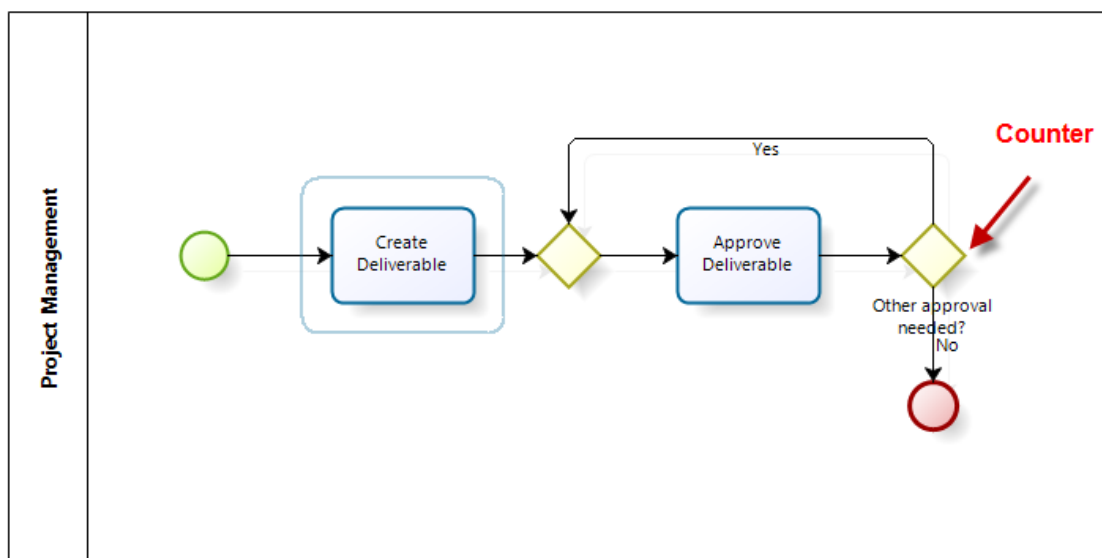 Project Management
Counter
Yes
Create
Deliverable
Approve
Deliverable
Other approval
needed?
No